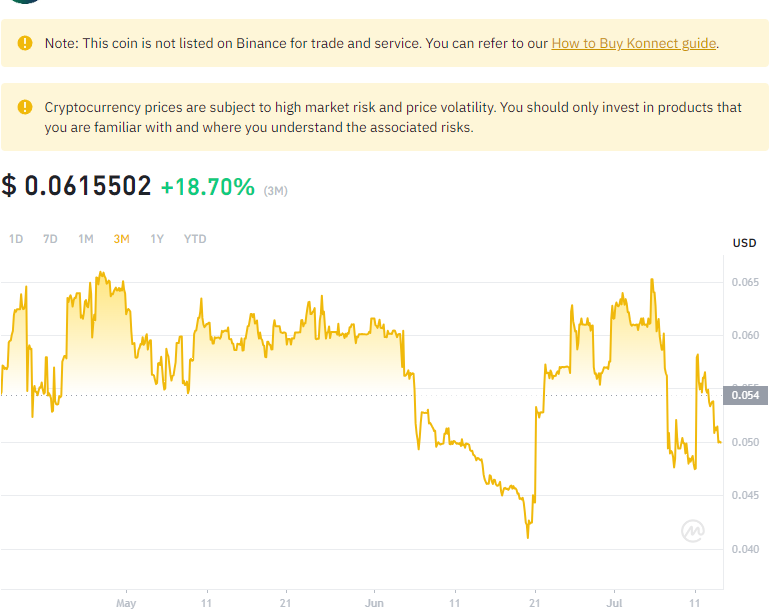 Note: This coin is not listed on Binance for trade and service. You can refer to our How to Buy Konnect guide.
Cryptocurrency prices are subject to high market risk and price volatility. You should only invest in products that
you are familiar with and where you understand the associated risks.
$ 0.0615502 +18.70% (3M)
1D 7D 1M 3M 1Y YTD
USD
0.065
0.060
0.054
0.050
0.045
0.040
May 11 21 Jun 11 21 Jul 11